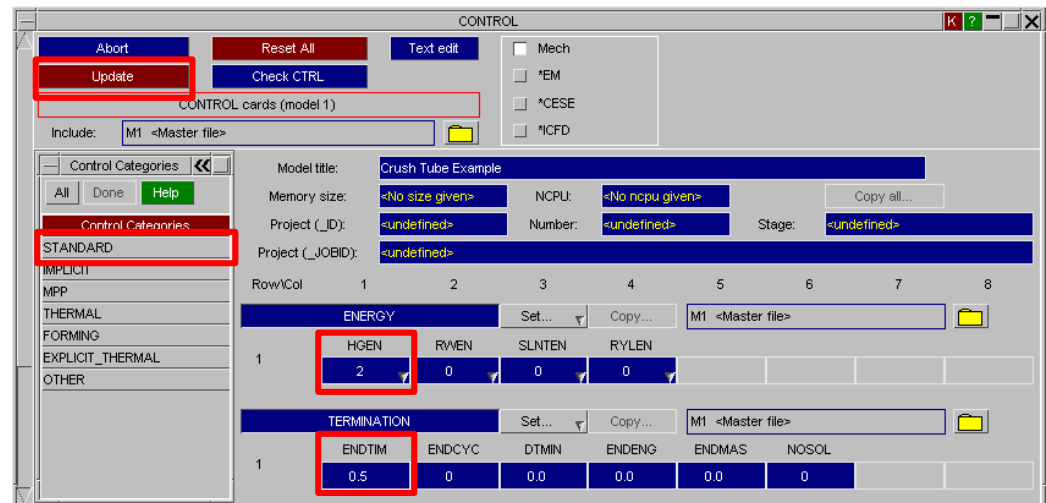 CONTROL K ? X
Abort Reset All Text edit Mech
Update Check CTRL *EM
CONTROL cards (model 1) *CESE
Include: M1 <Master file> *ICFD
Control Categories Model title: Crush Tube Example
All Done Help Memory size: <No size given> NCPU: <No ncpu given> Copy all...
Control Categories Project (_ID): <undefined> Number: <undefined> Stage: <undefined>
STANDARD Project (_JOBID): <undefined>
IMPLICIT
MPP Row\Col 1 2 3 4 5 6 7 8
THERMAL ENERGY Set... Copy... M1 <Master file>
FORMING HGEN RWEN SLNTEN RYLEN
EXPLICIT_THERMAL 1 2 0 0 0
OTHER
TERMINATION Set... Copy... M1 <Master file>
ENDTIM ENDCYC DTMIN ENDENG ENDMAS NOSOL
1 0.5 0 0.0 0.0 0.0 0